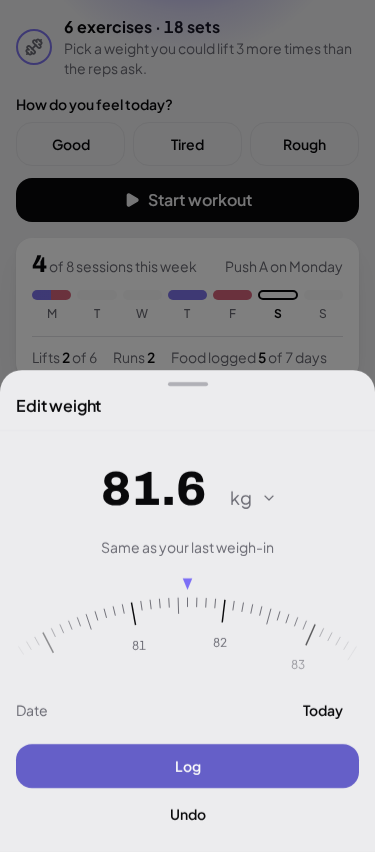 6 exercises · 18 sets
Pick a weight you could lift 3 more times than
the reps ask.
How do you feel today?
Good
Tired
Rough
Start workout
4 of 8 sessions this week
Push A on Monday
M T W T F S S
Lifts 2 of 6 Runs 2 Food logged 5 of 7 days
Edit weight
81.6 kg
Same as your last weigh-in
81 82 83
Date Today
Log
Undo